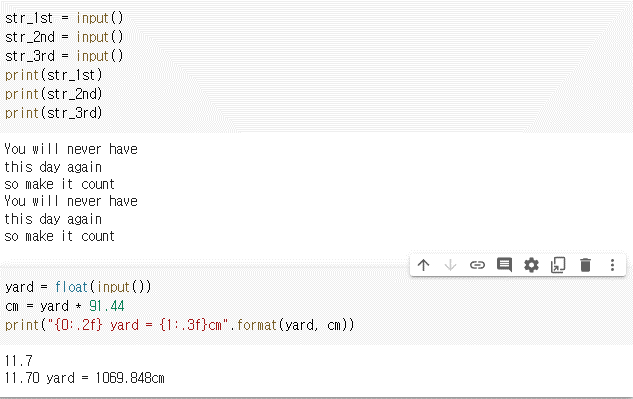 str_1st = input()
str_2nd = input()
str_3rd = input()
print(str_1st)
print(str_2nd)
print(str_3rd)
You will never have
this day again
so make it count
You will never have
this day again
so make it count
yard = float(input())
cm = yard * 91.44
print("{0:.2f} yard = {1:.3f}cm".format(yard, cm))
11.7
11.70 yard = 1069.848cm